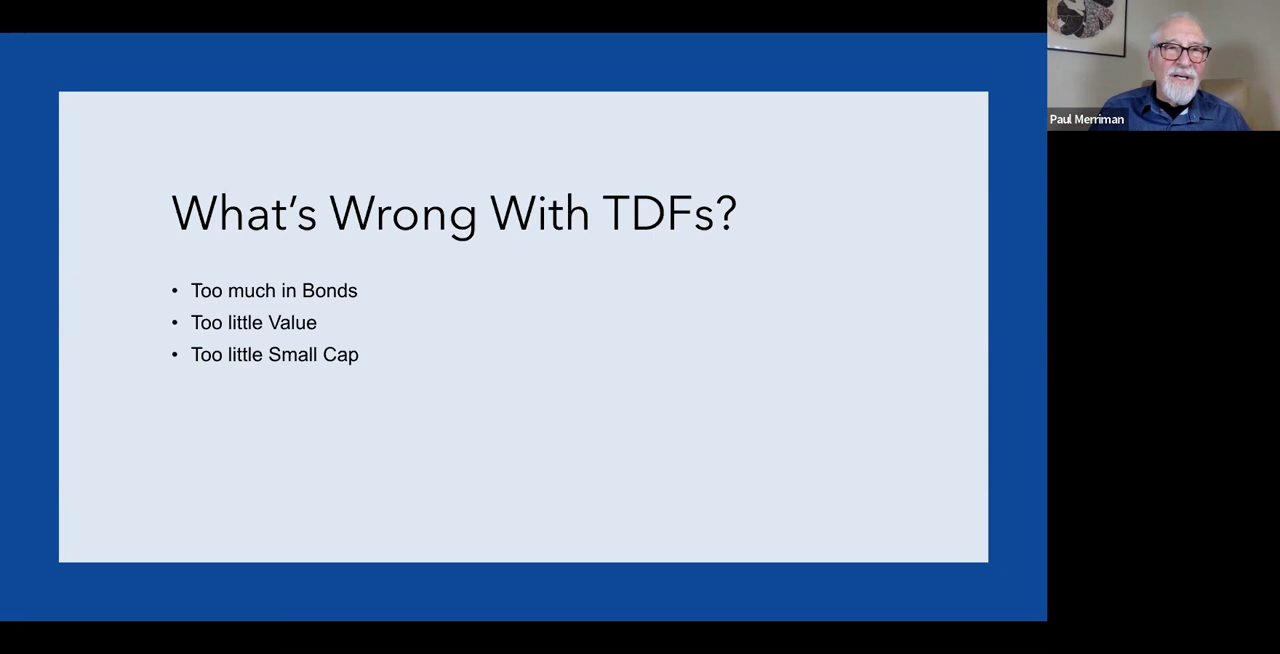 What’s Wrong With TDFs?
• Too much in Bonds
• Too little Value
• Too little Small Cap
Paul Merriman